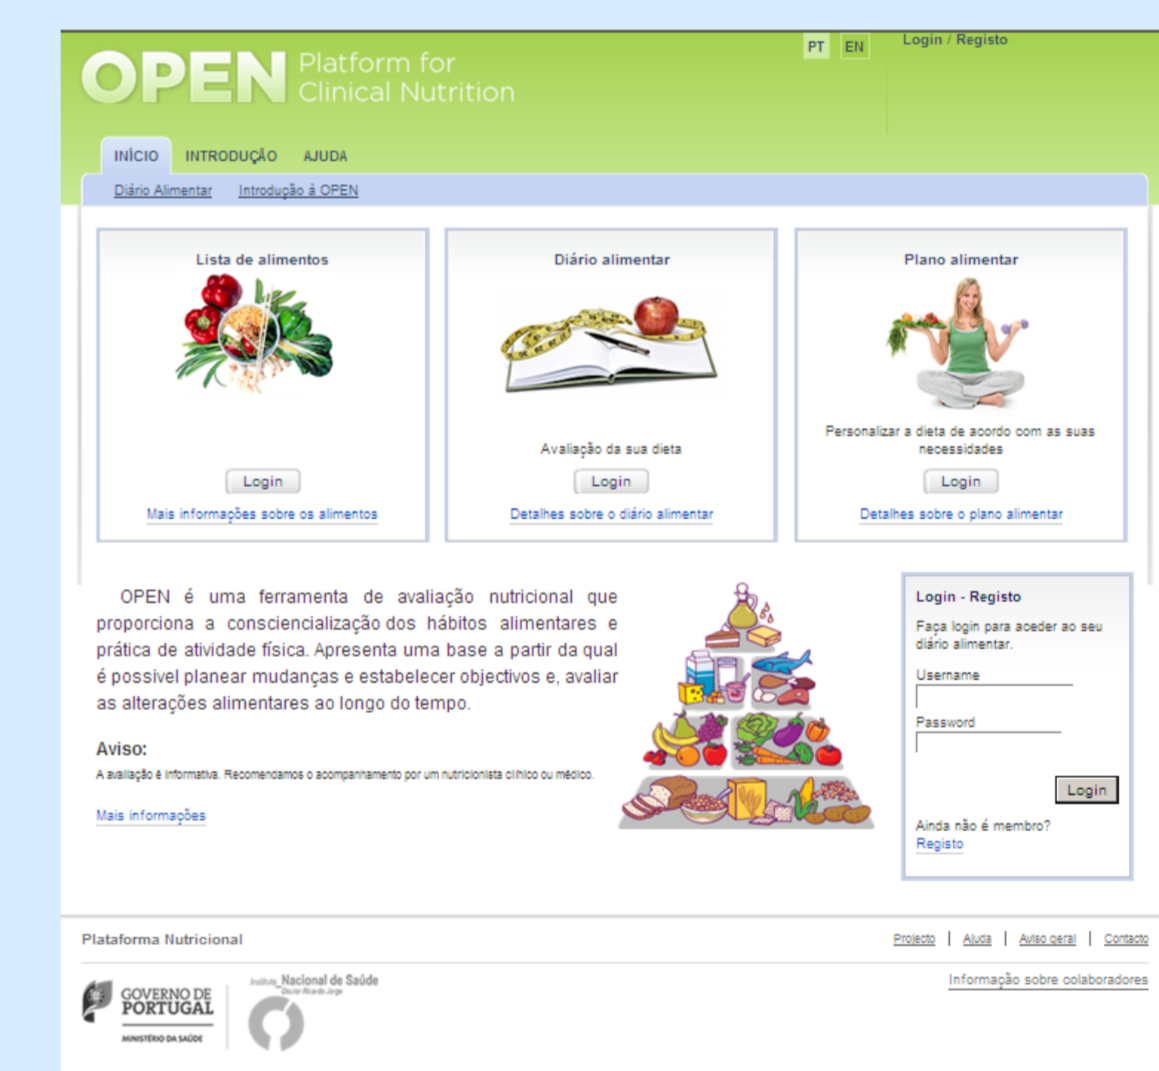 OPEN Platform for
Clinical Nutrition
PT EN Login / Registo
INÍCIO INTRODUÇÃO AJUDA
Diário Alimentar Introdução à OPEN
Lista de alimentos
Login
Mais informações sobre os alimentos
Diário alimentar
Avaliação da sua dieta
Login
Detalhes sobre o diário alimentar
Plano alimentar
Personalizar a dieta de acordo com as suas
necessidades
Login
Detalhes sobre o plano alimentar
OPEN é uma ferramenta de avaliação nutricional que
proporciona a consciencialização dos hábitos alimentares e
prática de atividade física. Apresenta uma base a partir da qual
é possivel planear mudanças e estabelecer objectivos e, avaliar
as alterações alimentares ao longo do tempo.
Aviso:
A avaliação é informativa. Recomendamos o acompanhamento por um nutricionista clíhico ou médico.
Mais informações
Login - Registo
Faça login para aceder ao seu
diário alimentar.
Username
Password
Login
Ainda não é membro?
Registo
Plataforma Nutricional
Projecto | Ajuda | Aviso geral | Contacto
Informação sobre colaboradores
GOVERNO DE
PORTUGAL
MINISTÉRIO DA SAÚDE
Instituto_Nacional de Saúde
Doutor Ricardo Jorge